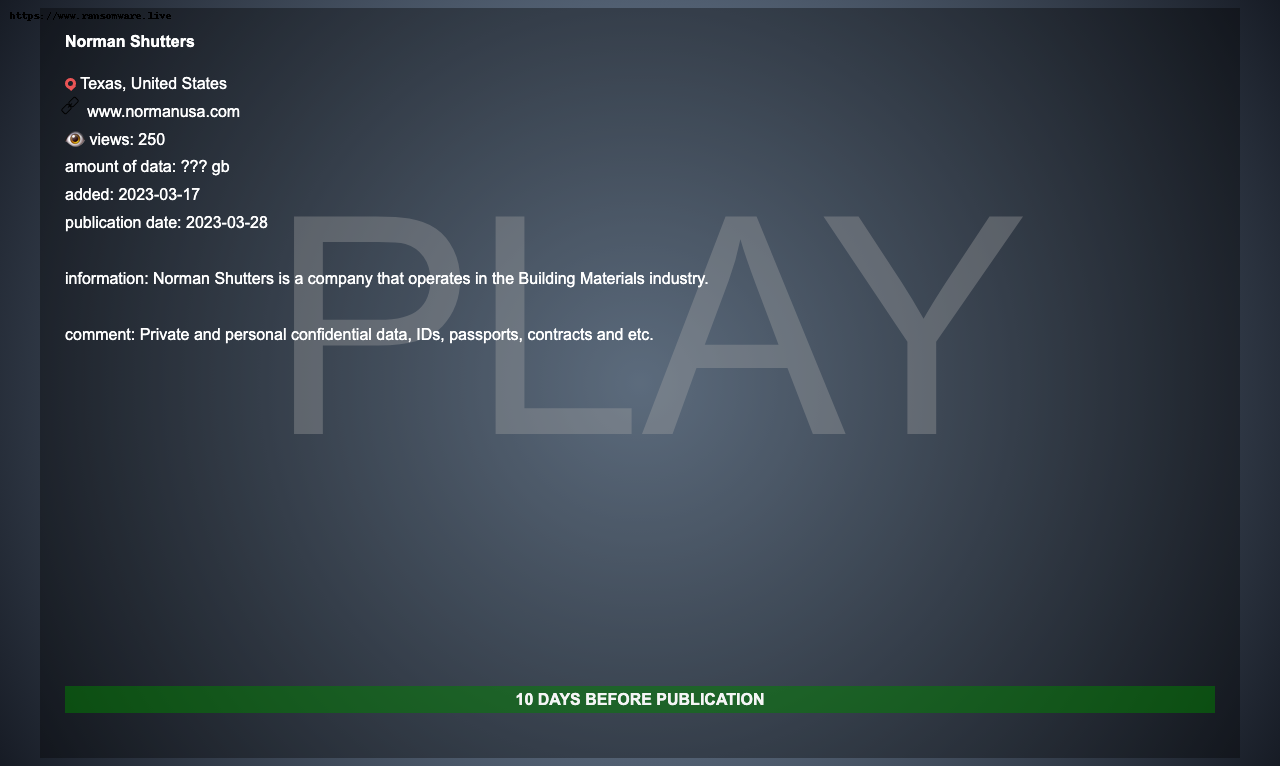 https://www.ransomware.live
Norman Shutters
Texas, United States
www.normanusa.com
views: 250
amount of data: ??? gb
added: 2023-03-17
publication date: 2023-03-28
information: Norman Shutters is a company that operates in the Building Materials industry.
comment: Private and personal confidential data, IDs, passports, contracts and etc.
PLAY
10 DAYS BEFORE PUBLICATION